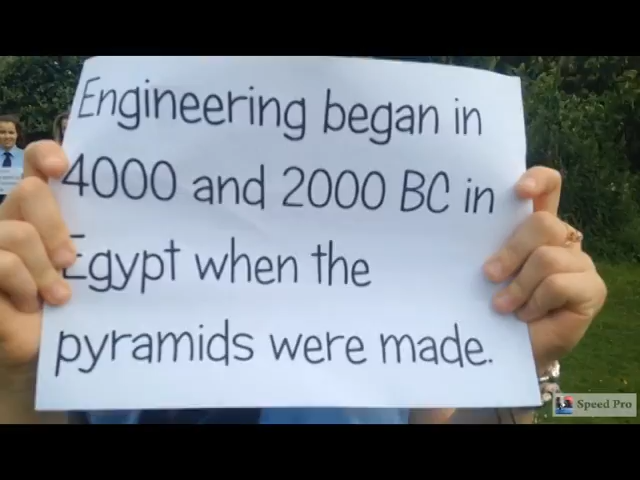 Engineering began in
4000 and 2000 BC in
Egypt when the
pyramids were made.
Speed Pro